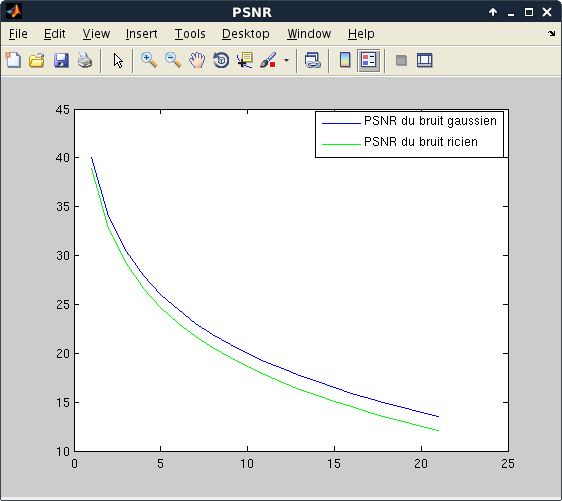 PSNR
File Edit View Insert Tools Desktop Window Help
45
40
35
30
25
20
15
10
0 5 10 15 20 25
PSNR du bruit gaussien
PSNR du bruit ricien